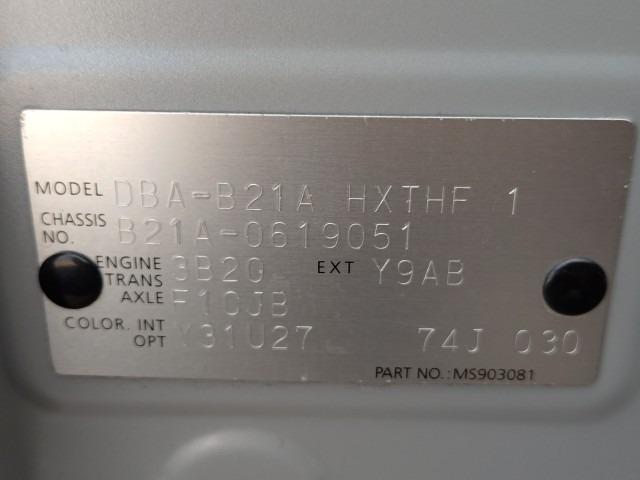 MODEL DBA-B21A HXTHF 1
CHASSIS NO. B21A-0619051
ENGINE 3B20 EXT Y9AB
TRANS AXLE F1CJB
COLOR. INT OPT Y31U27 74J 030
PART NO.:MS903081